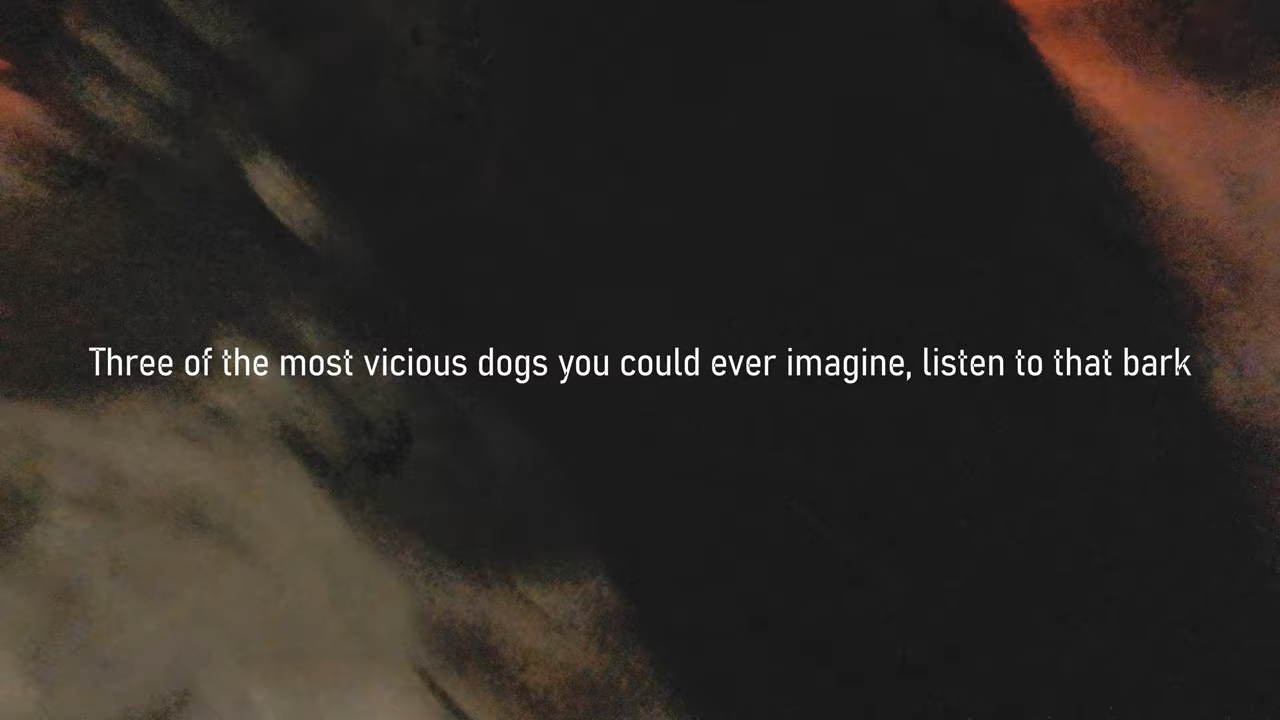 Three of the most vicious dogs you could ever imagine, listen to that bark